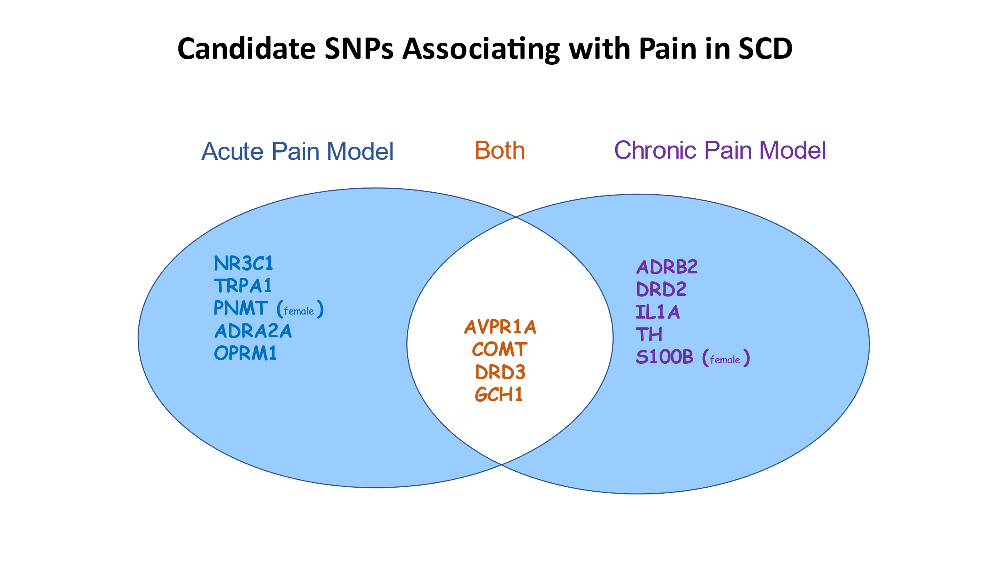 Candidate SNPs Associating with Pain in SCD
Acute Pain Model
Both
Chronic Pain Model
NR3C1
TRPA1
PNMT (female)
ADRA2A
OPRM1
AVPR1A
COMT
DRD3
GCH1
ADRB2
DRD2
IL1A
TH
S100B (female)